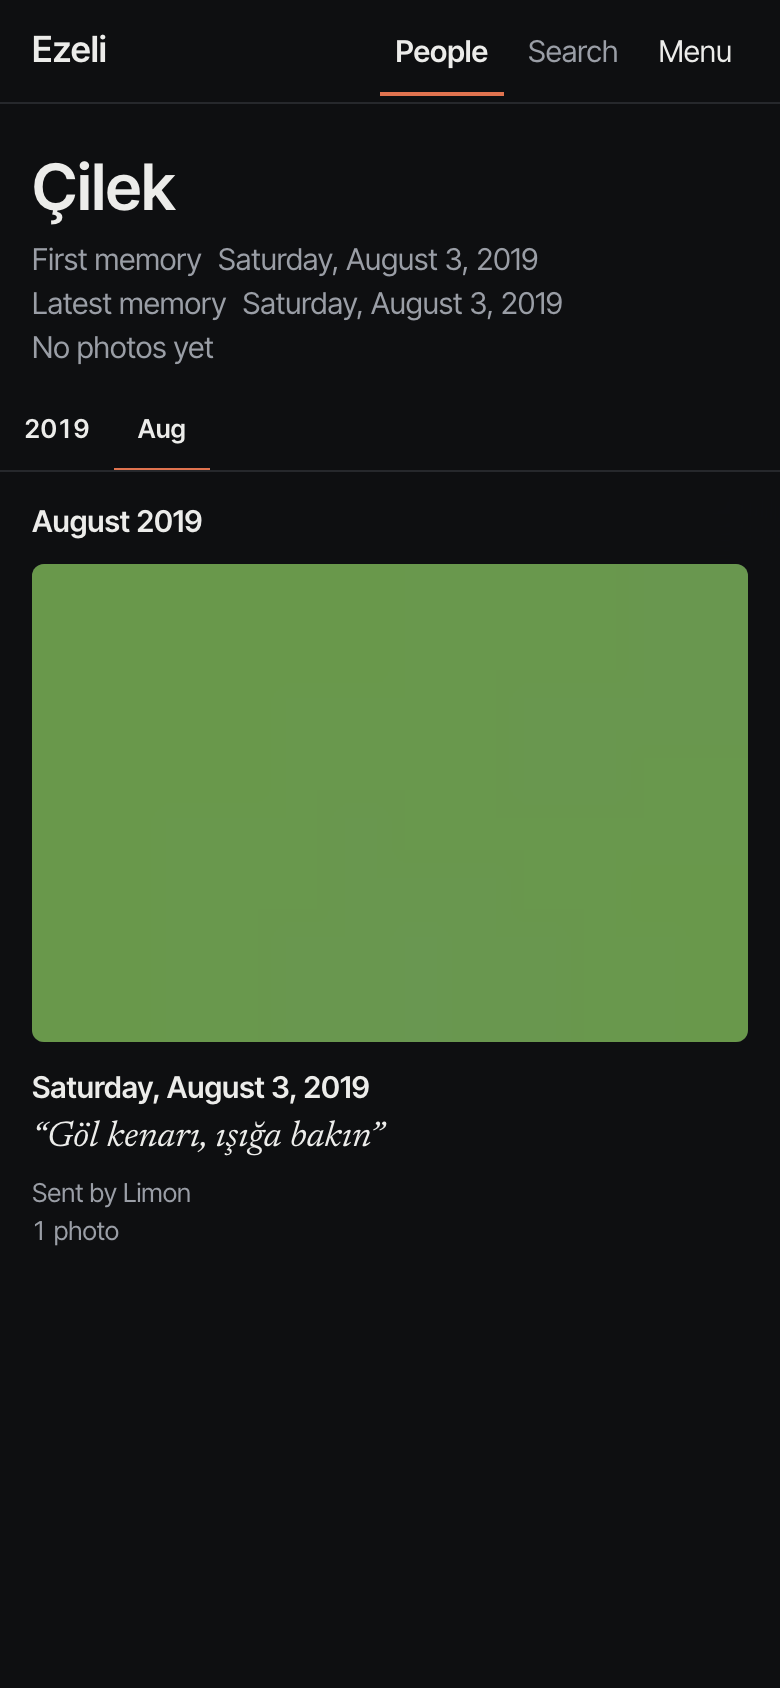 Ezeli
People
Search
Menu
Çilek
First memory Saturday, August 3, 2019
Latest memory Saturday, August 3, 2019
No photos yet
2019
Aug
August 2019
Saturday, August 3, 2019
“Göl kenarı, ışığa bakın”
Sent by Limon
1 photo